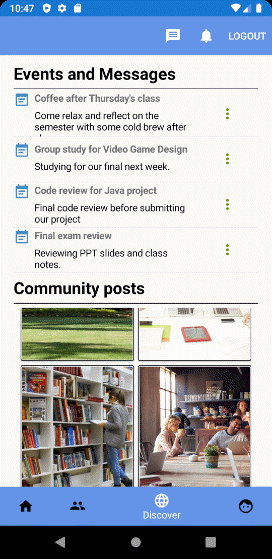 10:47
LOGOUT
Events and Messages
Coffee after Thursday's class
Come relax and reflect on the
semester with some cold brew after
Group study for Video Game Design
Studying for our final next week.
Code review for Java project
Final code review before submitting
our project
Final exam review
Reviewing PPT slides and class
notes.
Community posts
Discover